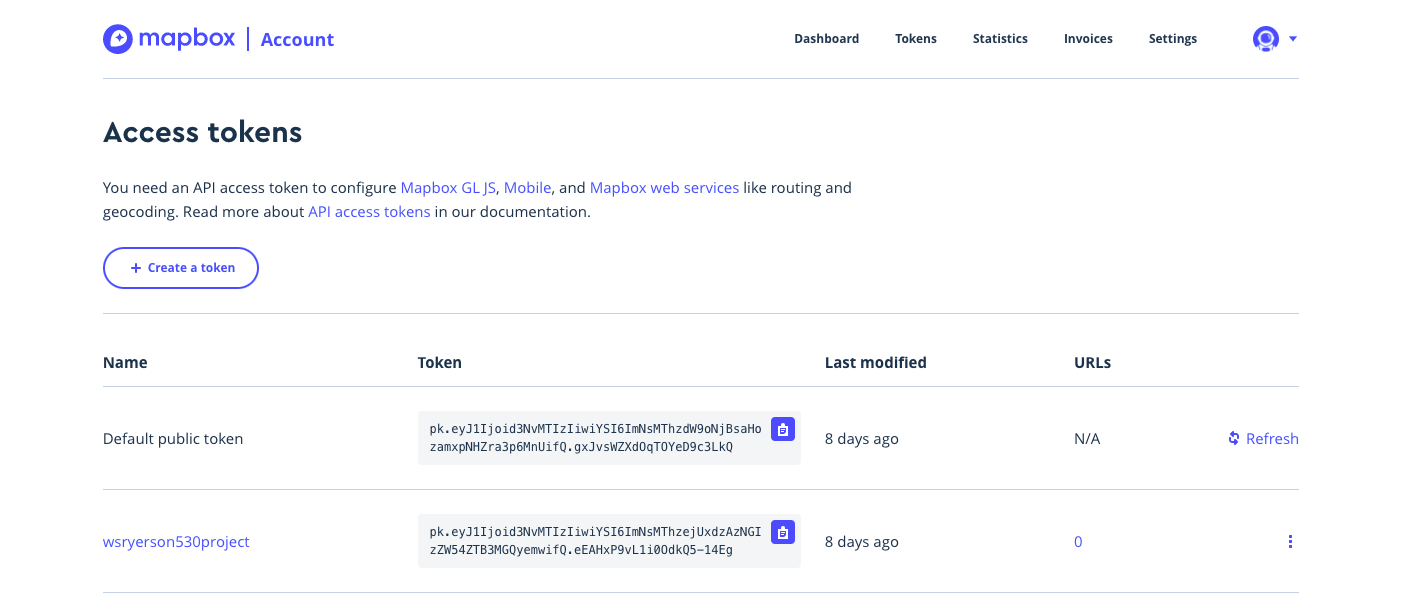 mapbox | Account
Dashboard Tokens Statistics Invoices Settings
Access tokens
You need an API access token to configure Mapbox GL JS, Mobile, and Mapbox web services like routing and
geocoding. Read more about API access tokens in our documentation.
+ Create a token
Name Token Last modified URLs
Default public token
pk.eyJ1Ijoid3NvMTIzIiwiYSI6ImNsMThzdW9oNjBsaHo
zamxpNHZra3p6MnUifQ.gxJvsWZXdOqTOYeD9c3LkQ
8 days ago N/A Refresh
wsryerson530project
pk.eyJ1Ijoid3NvMTIzIiwiYSI6ImNsMThzejUxdzAzNGI
zZW54ZTB3MGQyemwifQ.eEAHxP9vL1i0OdkQ5-14Eg
8 days ago 0